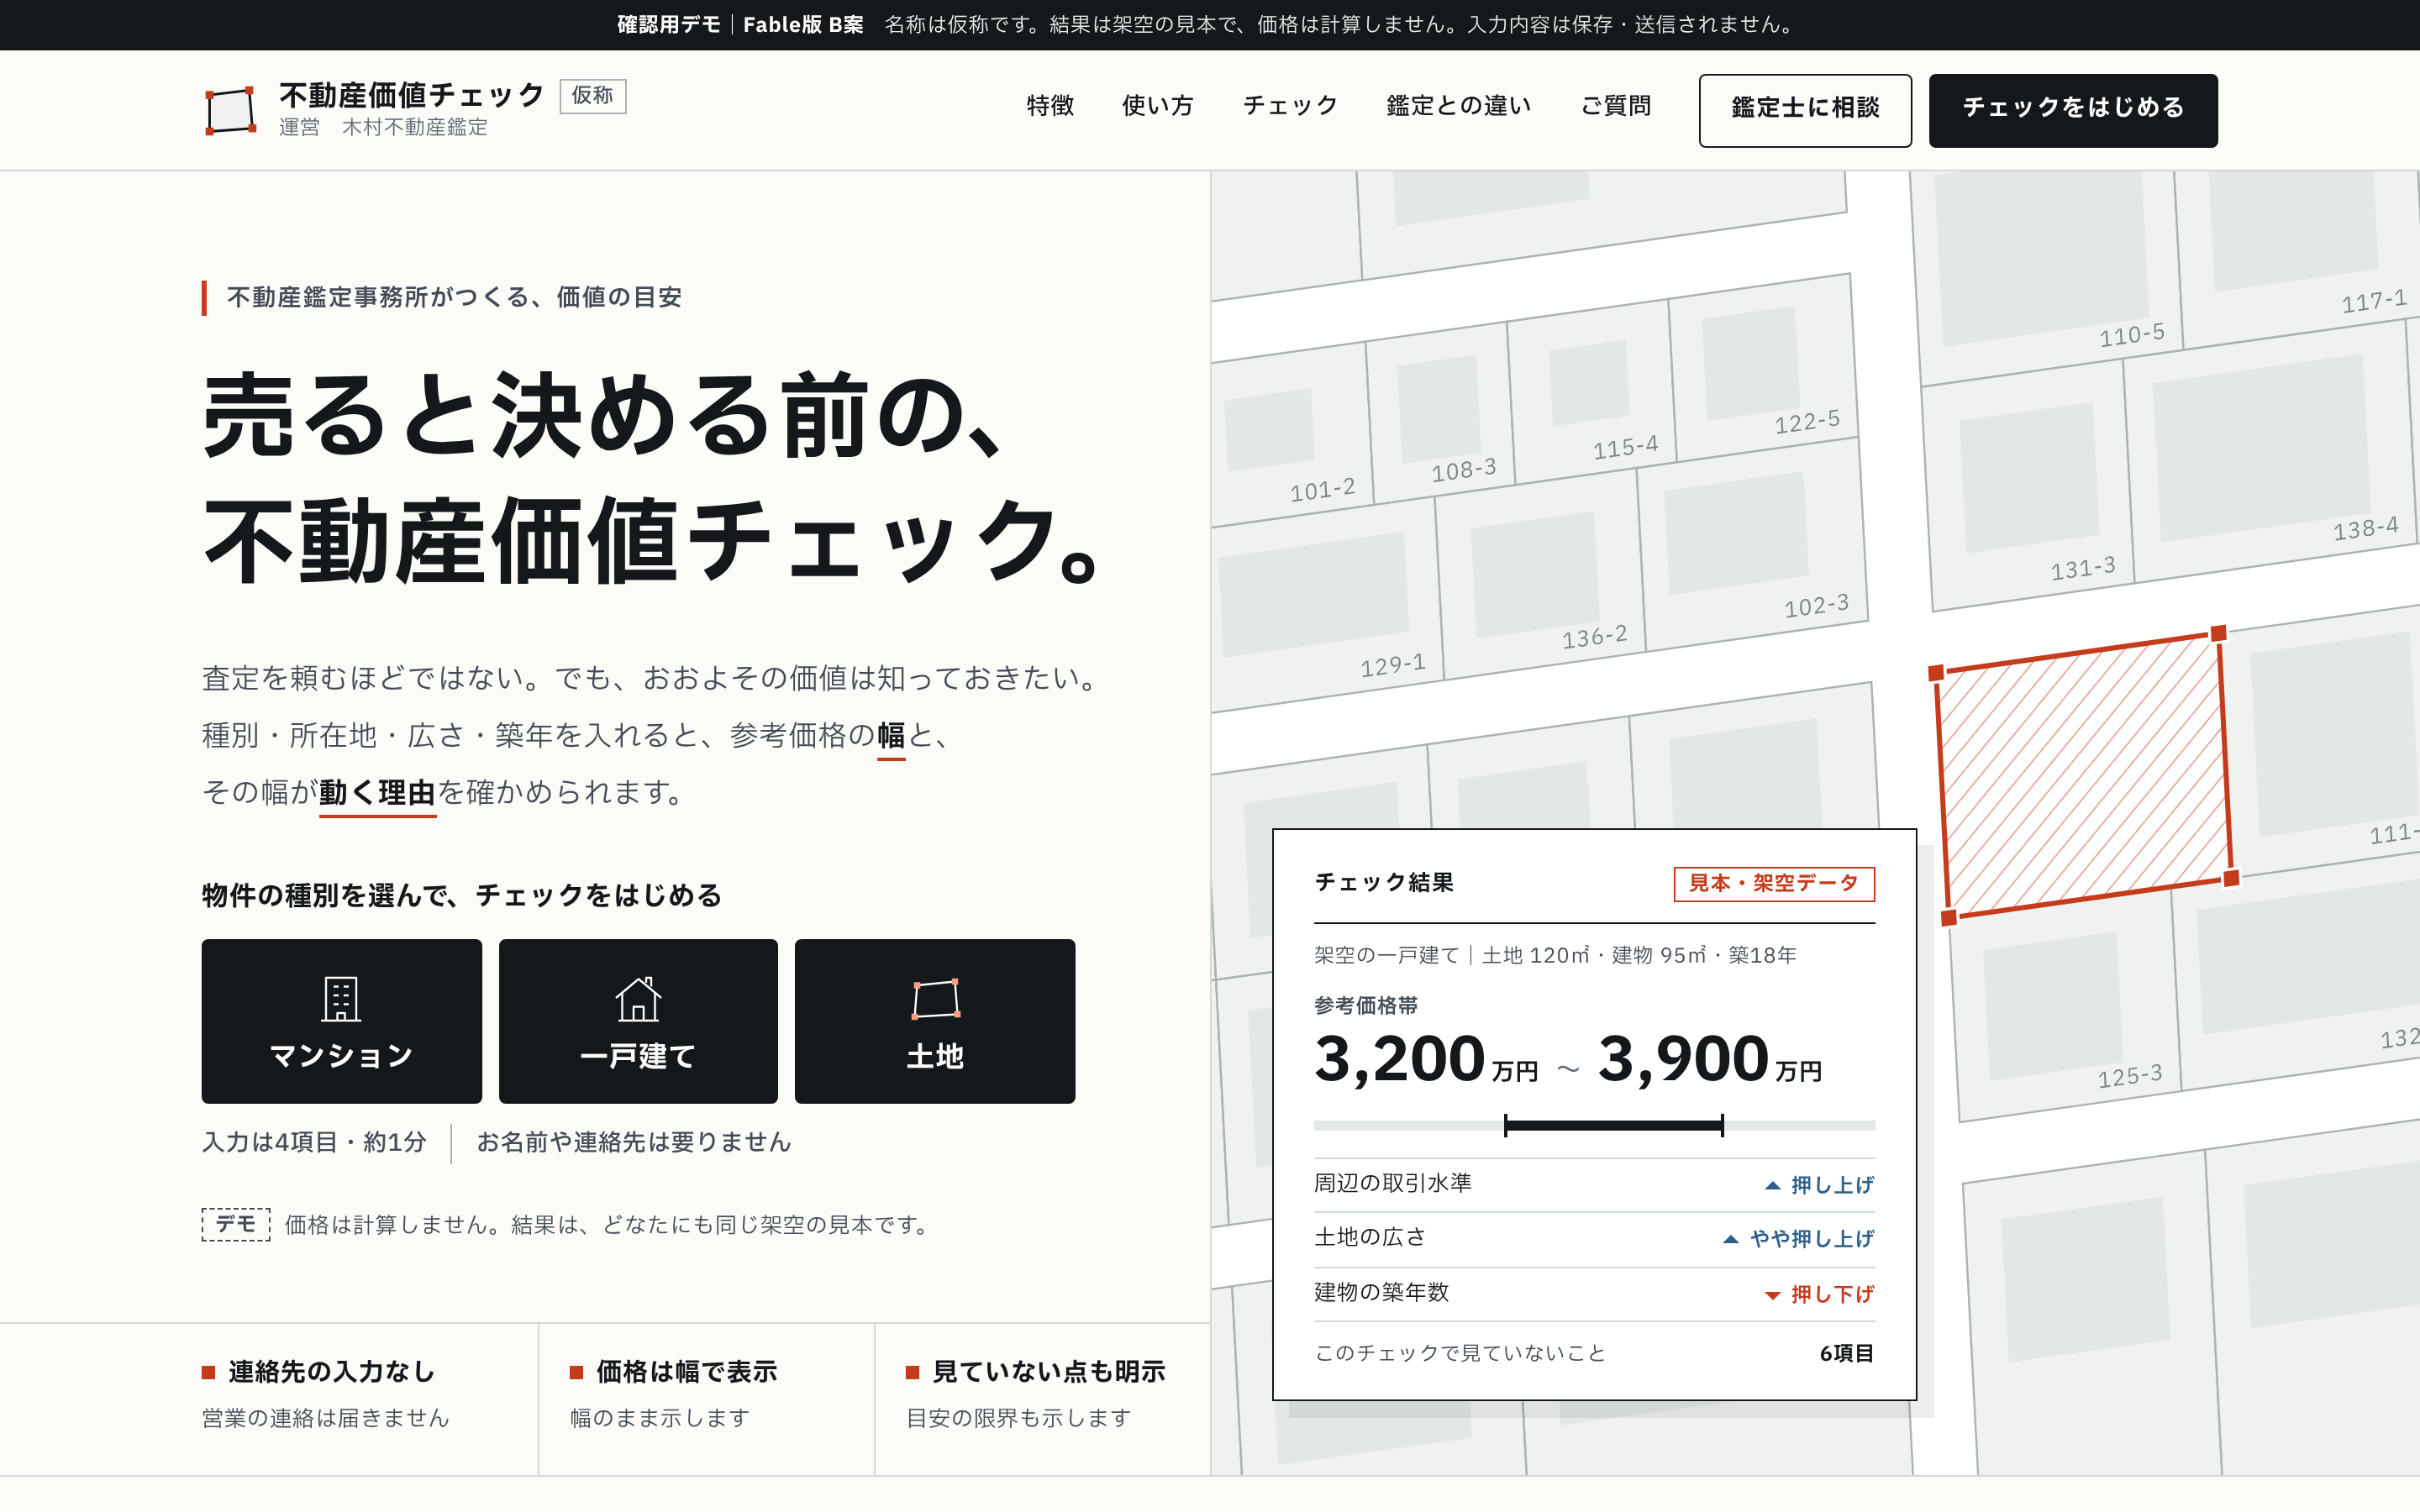 確認用デモ｜Fable版 B案　名称は仮称です。結果は架空の見本で、価格は計算しません。入力内容は保存・送信されません。
不動産価値チェック 仮称
運営　木村不動産鑑定
特徴 使い方 チェック 鑑定との違い ご質問 鑑定士に相談 チェックをはじめる
不動産鑑定事務所がつくる、価値の目安
売ると決める前の、
不動産価値チェック。
査定を頼むほどではない。でも、おおよその価値は知っておきたい。
種別・所在地・広さ・築年を入れると、参考価格の幅と、
その幅が動く理由を確かめられます。
物件の種別を選んで、チェックをはじめる
マンション 一戸建て 土地
入力は4項目・約1分 お名前や連絡先は要りません
デモ 価格は計算しません。結果は、どなたにも同じ架空の見本です。
連絡先の入力なし
営業の連絡は届きません
価格は幅で表示
幅のまま示します
見ていない点も明示
目安の限界も示します
117-1
110-5
122-5
115-4
108-3
101-2
138-4
131-3
102-3
136-2
129-1
111-
132
125-3
チェック結果 見本・架空データ
架空の一戸建て｜土地 120㎡・建物 95㎡・築18年
参考価格帯
3,200万円 ～ 3,900万円
周辺の取引水準 ▲ 押し上げ
土地の広さ ▲ やや押し上げ
建物の築年数 ▼ 押し下げ
このチェックで見ていないこと 6項目